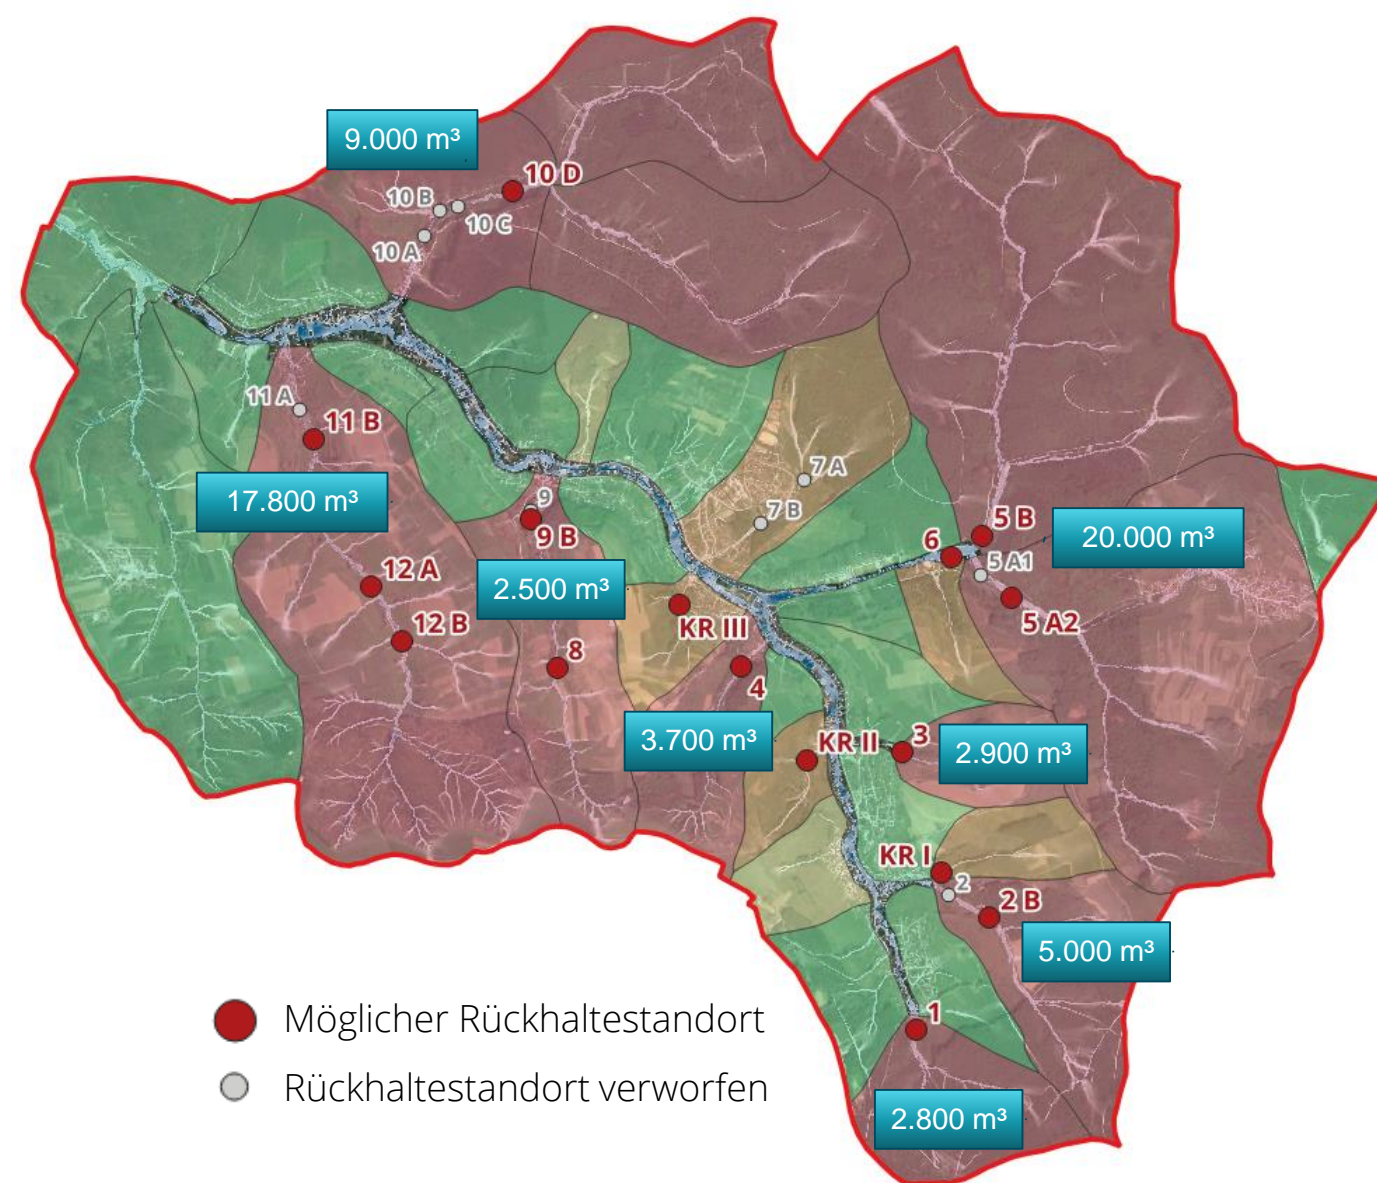 9.000 m³
10 D
10 B
10 C
10 A
11 A
11 B
17.800 m³
7 A
9
7 B
9 B
5 B
20.000 m³
6
5 A1
12 A
2.500 m³
5 A2
KR III
12 B
8
4
3.700 m³
KR II
3
2.900 m³
KR I
2
2 B
5.000 m³
1
Möglicher Rückhaltestandort
Rückhaltestandort verworfen
2.800 m³